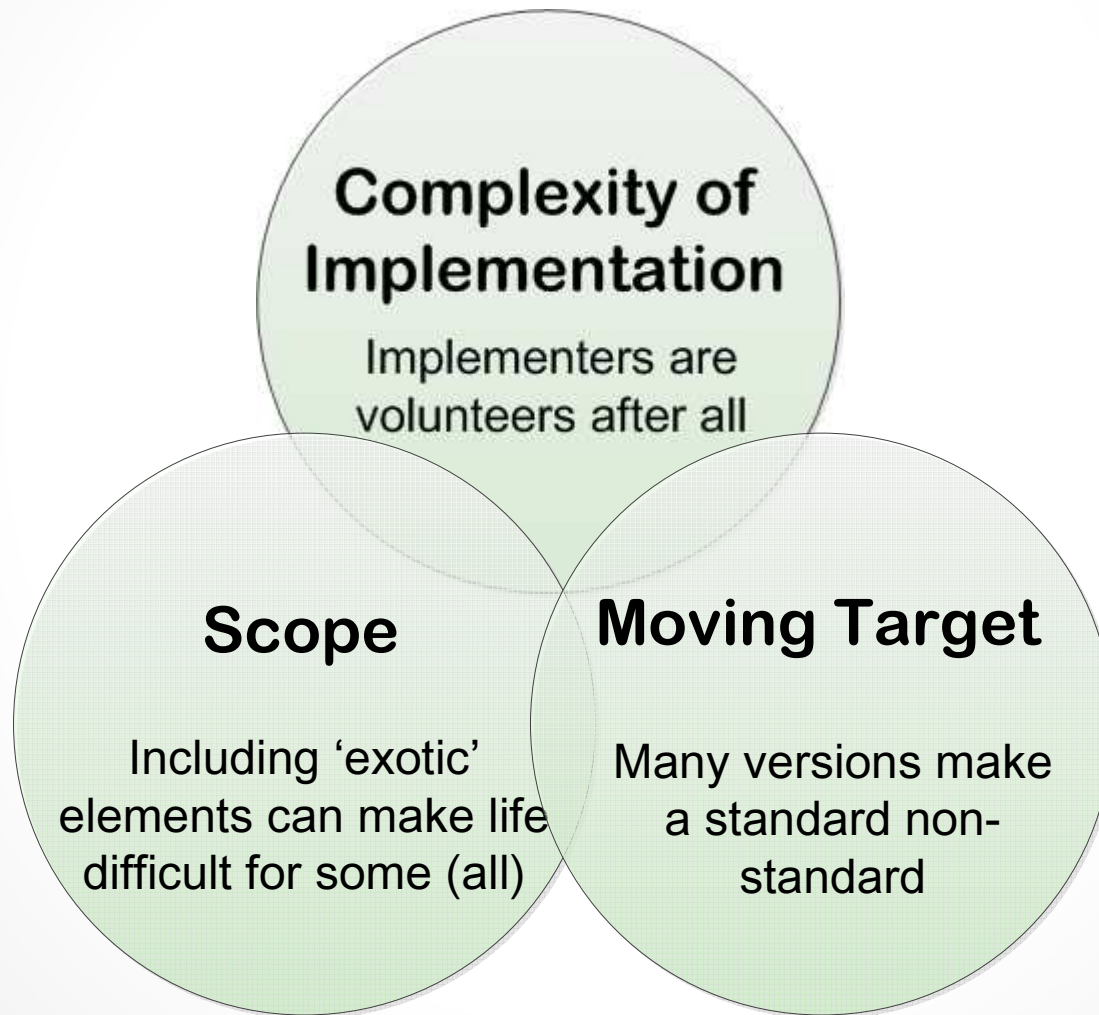 Complexity of
Implementation
Implementers are
volunteers after all
Scope
Including ‘exotic’
elements can make life
difficult for some (all)
Moving Target
Many versions make
a standard non-
standard